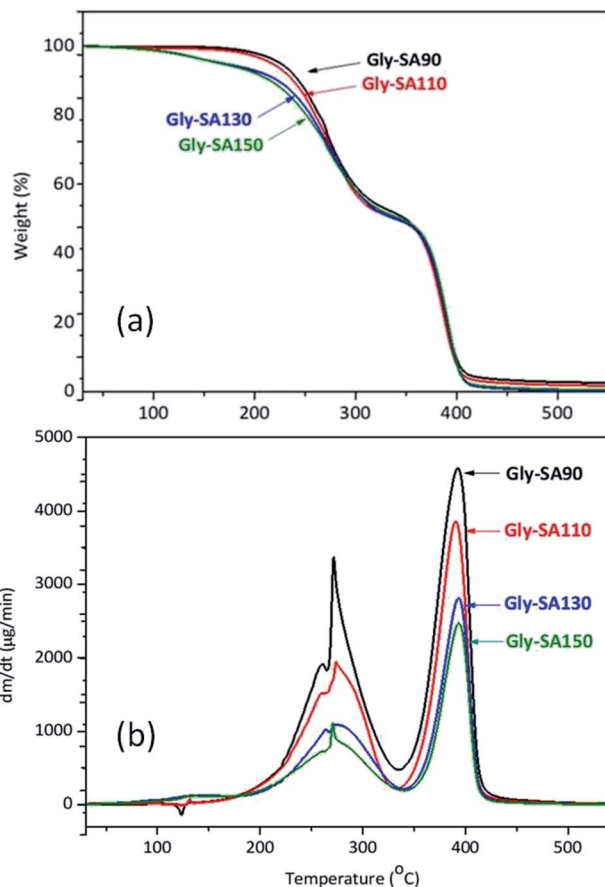 100
80
60
40
20
0
Weight (%)
Gly-SA90
Gly-SA110
Gly-SA130
Gly-SA150
(a)
100 200 300 400 500
5000
4000
3000
2000
1000
0
dm/dt (µg/min)
Gly-SA90
Gly-SA110
Gly-SA130
Gly-SA150
(b)
100 200 300 400 500
Temperature (°C)